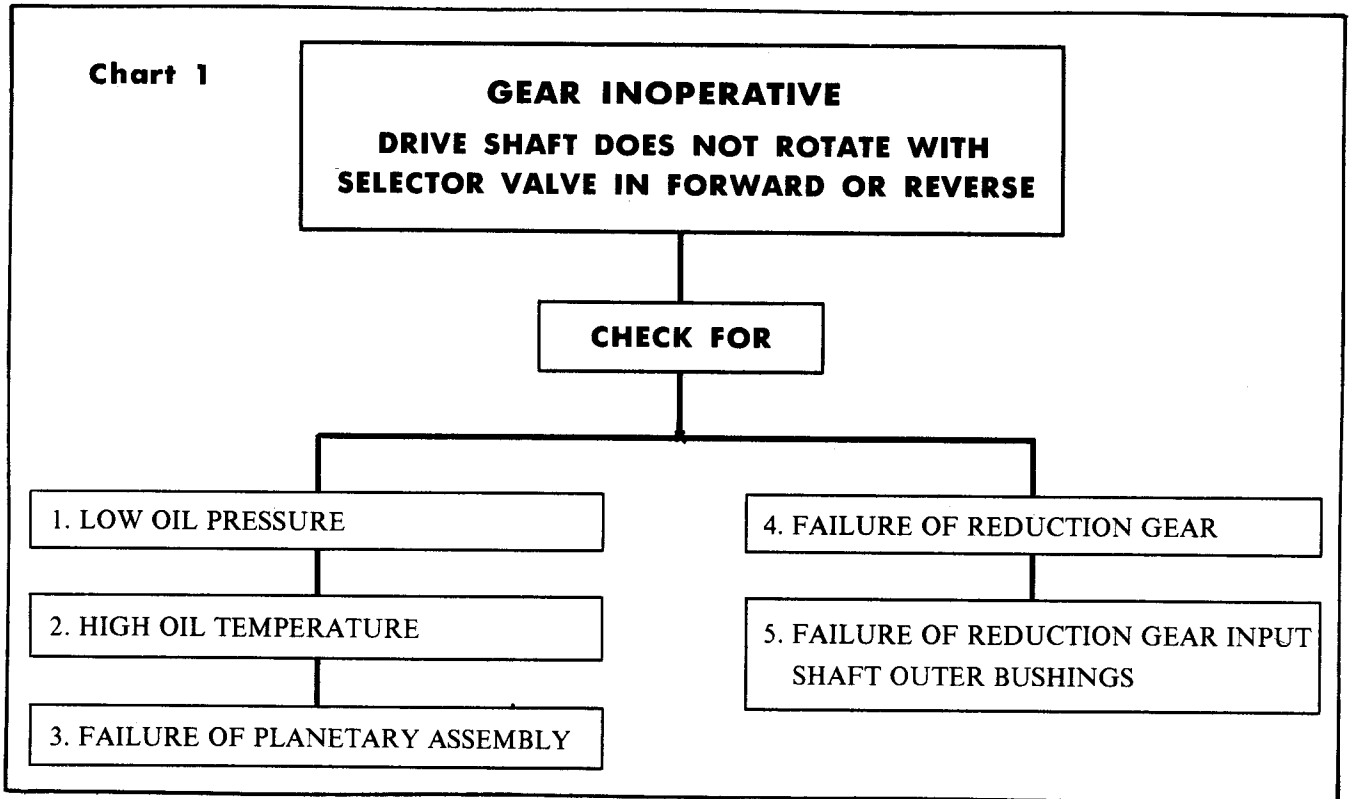 Chart 1
GEAR INOPERATIVE
DRIVE SHAFT DOES NOT ROTATE WITH
SELECTOR VALVE IN FORWARD OR REVERSE
CHECK FOR
1. LOW OIL PRESSURE
2. HIGH OIL TEMPERATURE
3. FAILURE OF PLANETARY ASSEMBLY
4. FAILURE OF REDUCTION GEAR
5. FAILURE OF REDUCTION GEAR INPUT
SHAFT OUTER BUSHINGS